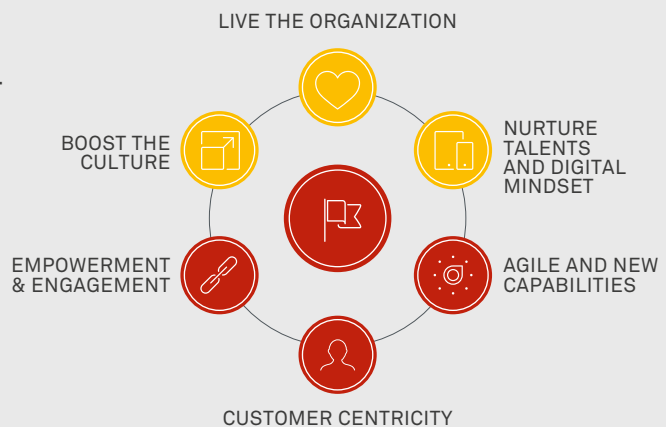 LIVE THE ORGANIZATION
BOOST THE
CULTURE
NURTURE
TALENTS
AND DIGITAL
MINDSET
EMPOWERMENT
& ENGAGEMENT
AGILE AND NEW
CAPABILITIES
CUSTOMER CENTRICITY